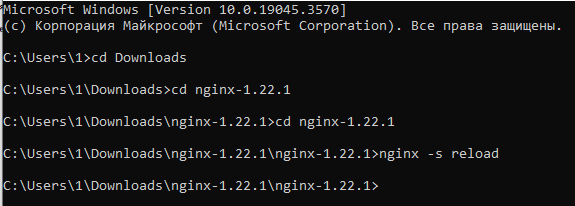 Microsoft Windows [Version 10.0.19045.3570]
(c) Корпорация Майкрософт (Microsoft Corporation). Все права защищены.
C:\Users\1>cd Downloads
C:\Users\1\Downloads>cd nginx-1.22.1
C:\Users\1\Downloads\nginx-1.22.1>cd nginx-1.22.1
C:\Users\1\Downloads\nginx-1.22.1\nginx-1.22.1>nginx -s reload
C:\Users\1\Downloads\nginx-1.22.1\nginx-1.22.1>